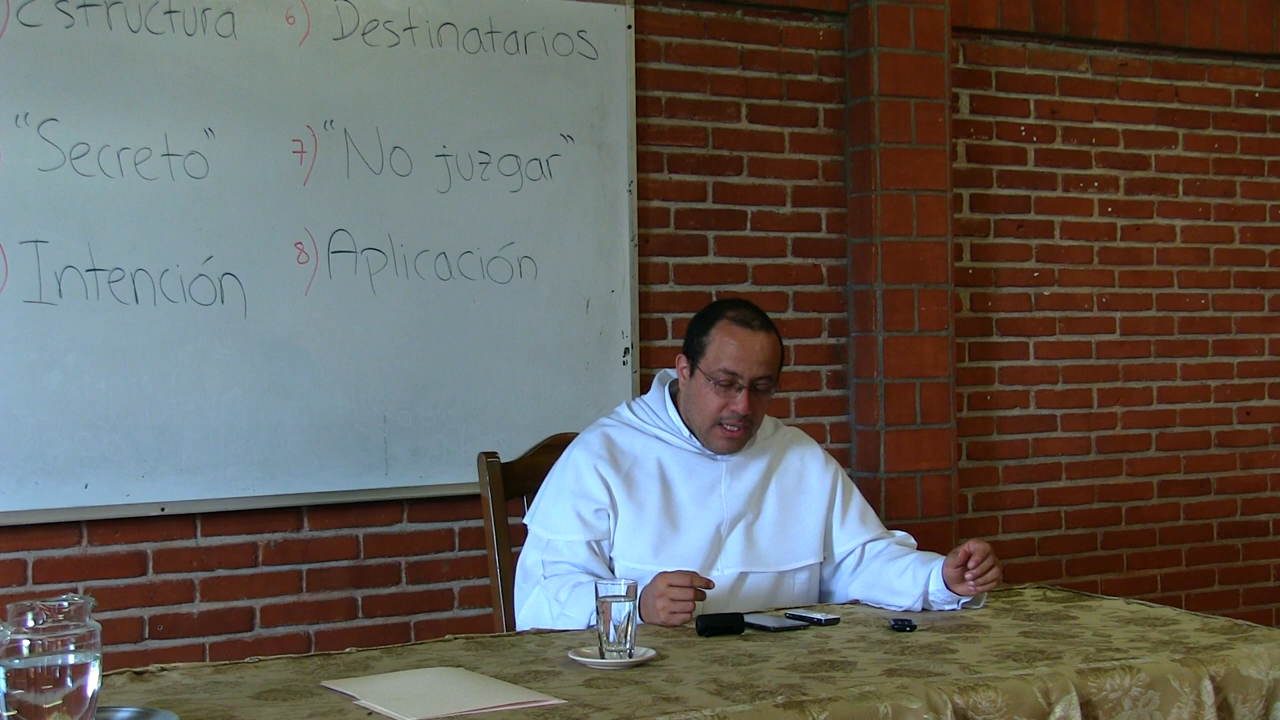 Estructura 6) Destinatarios
"Secreto" 7) "No juzgar"
) Intención 8) Aplicación